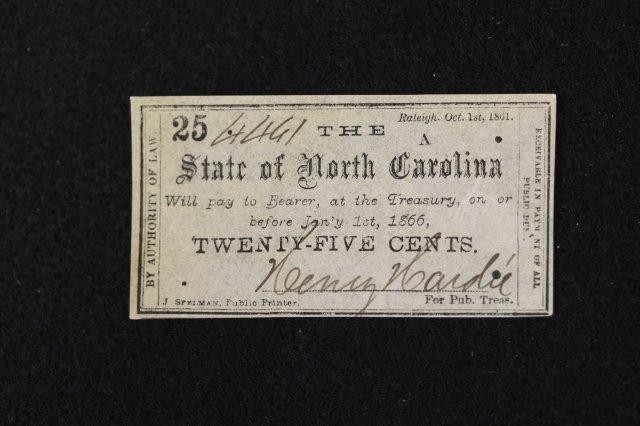 Raleigh. Oct. 1st, 1861.
25 4461 THE A
State of North Carolina
Will pay to Bearer, at the Treasury, on or
before Jan'y 1st, 1866,
TWENTY-FIVE CENTS.
Henry Hardie
J SPELMAN, Public Printer.
For Pub. Treas.
BY AUTHORITY OF LAW.
RECEIVABLE IN PAYMENT OF ALL
PUBLIC DUES